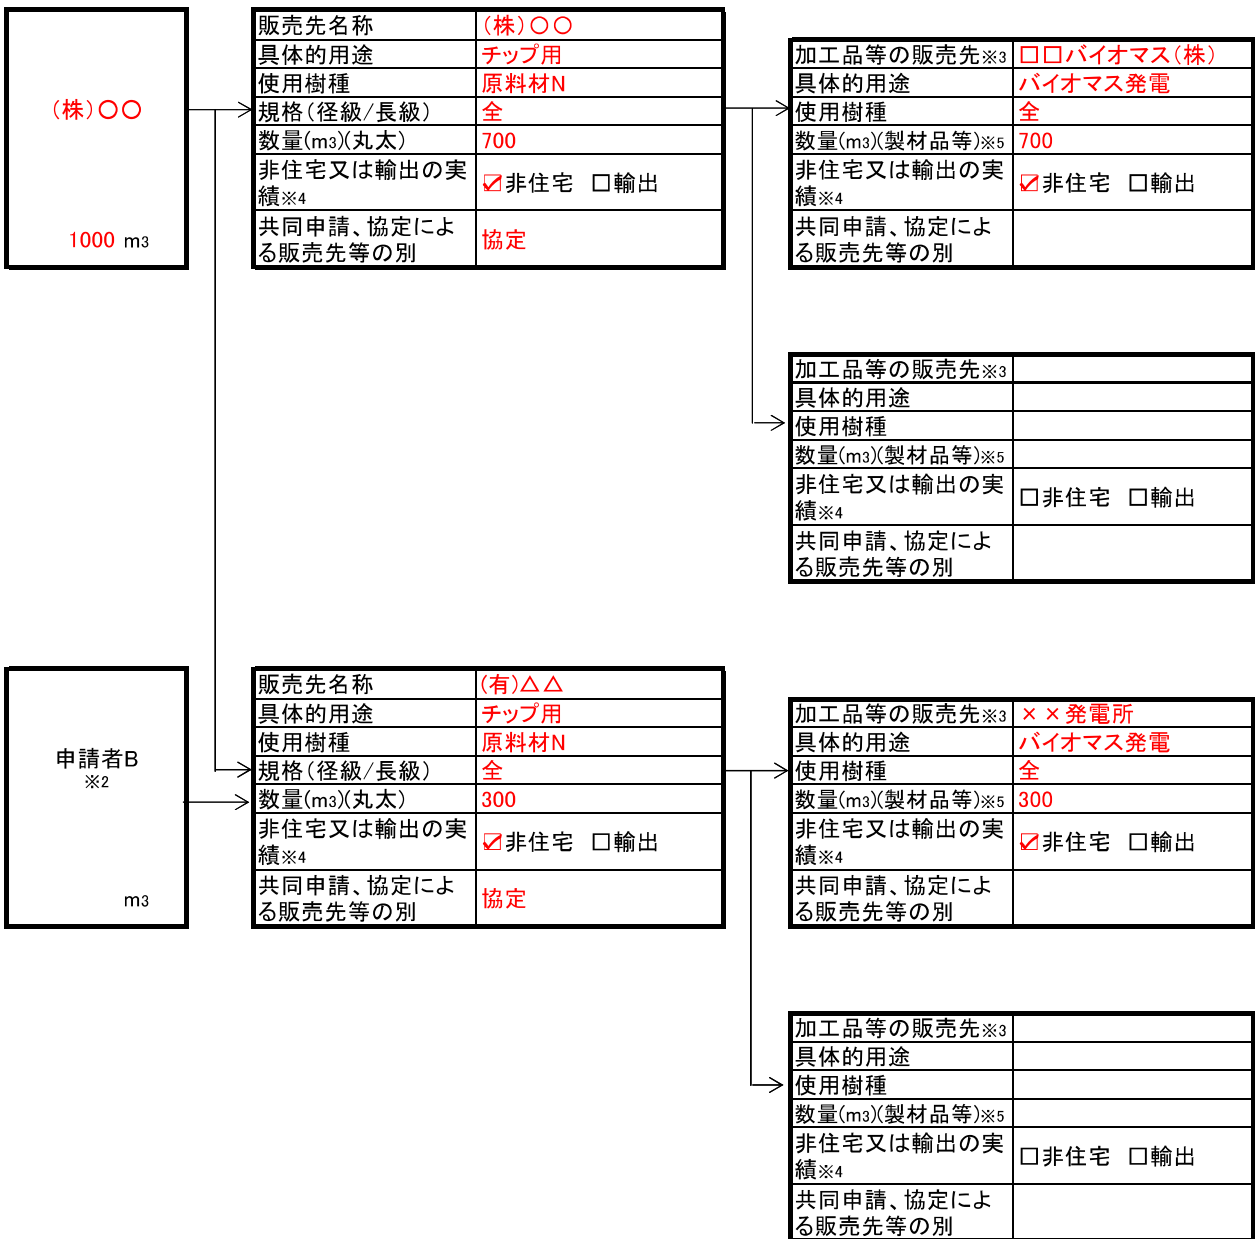 (株)〇〇
1000 m3
販売先名称 (株)〇〇
具体的用途 チップ用
使用樹種 原料材N
規格(径級/長級) 全
数量(m3)(丸太) 700
非住宅又は輸出の実
績※4
☑非住宅 □輸出
共同申請、協定によ
る販売先等の別
協定
加工品等の販売先※3 □□バイオマス(株)
具体的用途 バイオマス発電
使用樹種 全
数量(m3)(製材品等)※5 700
非住宅又は輸出の実
績※4
☑非住宅 □輸出
共同申請、協定によ
る販売先等の別
加工品等の販売先※3
具体的用途
使用樹種
数量(m3)(製材品等)※5
非住宅又は輸出の実
績※4
□非住宅 □輸出
共同申請、協定によ
る販売先等の別
申請者B
※2
m3
販売先名称 (有)△△
具体的用途 チップ用
使用樹種 原料材N
規格(径級/長級) 全
数量(m3)(丸太) 300
非住宅又は輸出の実
績※4
☑非住宅 □輸出
共同申請、協定によ
る販売先等の別
協定
加工品等の販売先※3 ××発電所
具体的用途 バイオマス発電
使用樹種 全
数量(m3)(製材品等)※5 300
非住宅又は輸出の実
績※4
☑非住宅 □輸出
共同申請、協定によ
る販売先等の別
加工品等の販売先※3
具体的用途
使用樹種
数量(m3)(製材品等)※5
非住宅又は輸出の実
績※4
□非住宅 □輸出
共同申請、協定によ
る販売先等の別